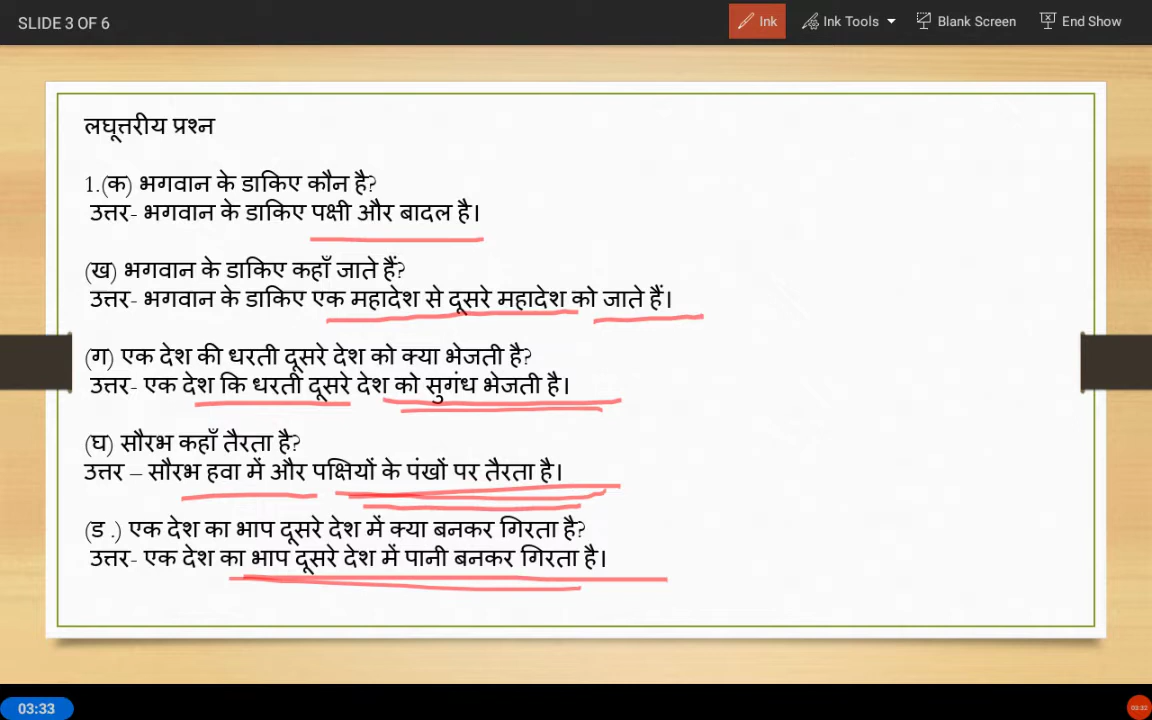 SLIDE 3 OF 6
Ink
Ink Tools
Blank Screen
End Show
लघूत्तरीय प्रश्न
1.(क) भगवान के डाकिए कौन है?
उत्तर- भगवान के डाकिए पक्षी और बादल है।
(ख) भगवान के डाकिए कहाँ जाते हैं?
उत्तर- भगवान के डाकिए एक महादेश से दूसरे महादेश को जाते हैं।
(ग) एक देश की धरती दूसरे देश को क्या भेजती है?
उत्तर- एक देश कि धरती दूसरे देश को सुगंध भेजती है।
(घ) सौरभ कहाँ तैरता है?
उत्तर – सौरभ हवा में और पक्षियों के पंखों पर तैरता है।
(ड .) एक देश का भाप दूसरे देश में क्या बनकर गिरता है?
उत्तर- एक देश का भाप दूसरे देश में पानी बनकर गिरता है।
03:33
03:32